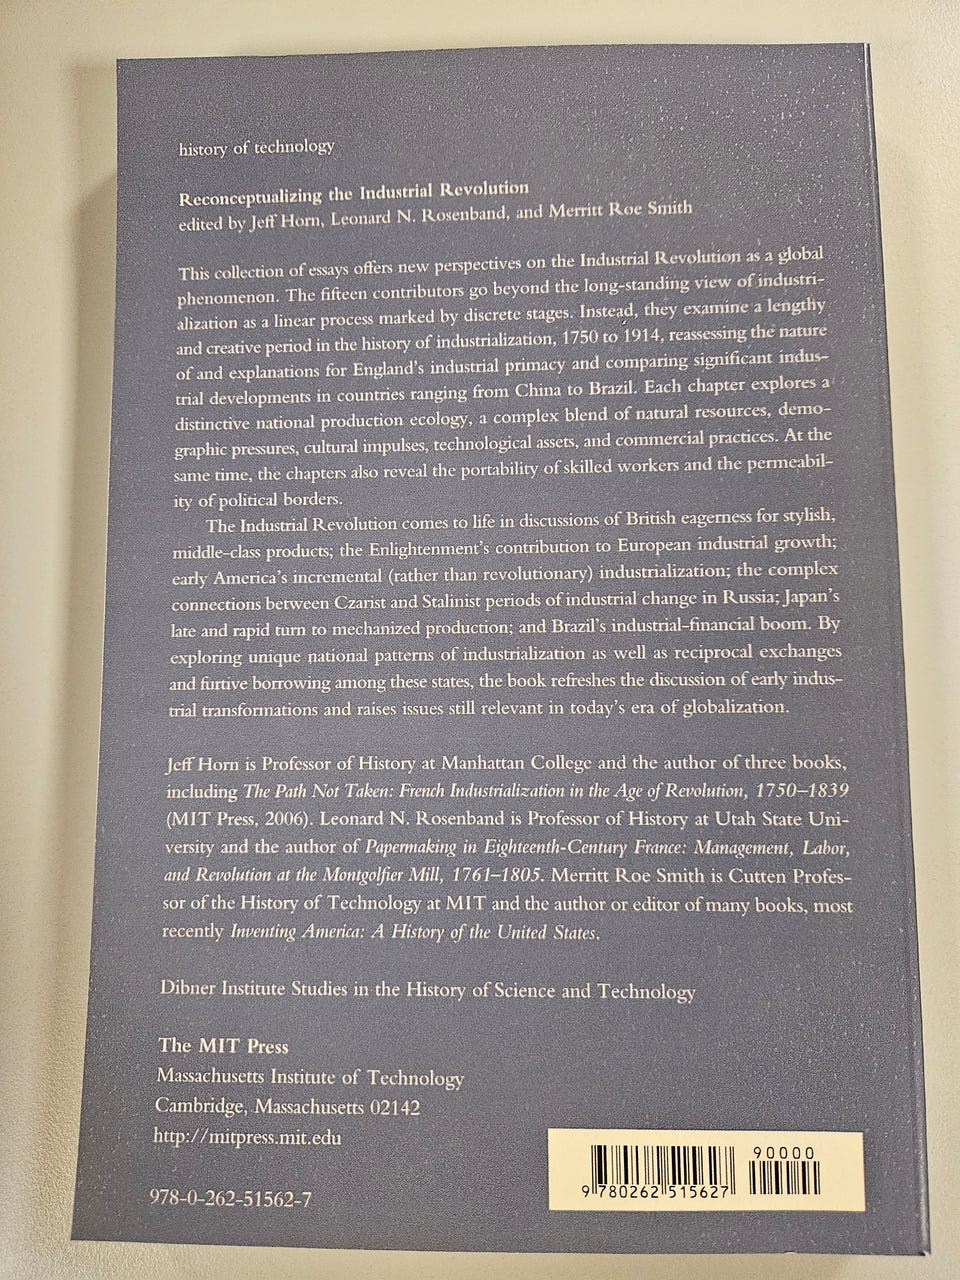 history of technology
Reconceptualizing the Industrial Revolution
edited by Jeff Horn, Leonard N. Rosenband, and Merritt Roe Smith
This collection of essays offers new perspectives on the Industrial Revolution as a global
phenomenon. The fifteen contributors go beyond the long-standing view of industri-
alization as a linear process marked by discrete stages. Instead, they examine a lengthy
and creative period in the history of industrialization, 1750 to 1914, reassessing the nature
of and explanations for England's industrial primacy and comparing significant indus-
trial developments in countries ranging from China to Brazil. Each chapter explores a
distinctive national production ecology, a complex blend of natural resources, demo-
graphic pressures, cultural impulses, technological assets, and commercial practices. At the
same time, the chapters also reveal the portability of skilled workers and the permeabil-
ity of political borders.
The Industrial Revolution comes to life in discussions of British eagerness for stylish,
middle-class products; the Enlightenment's contribution to European industrial growth;
early America's incremental (rather than revolutionary) industrialization; the complex
connections between Czarist and Stalinist periods of industrial change in Russia; Japan's
late and rapid turn to mechanized production; and Brazil's industrial-financial boom. By
exploring unique national patterns of industrialization as well as reciprocal exchanges
and furtive borrowing among these states, the book refreshes the discussion of early indus-
trial transformations and raises issues still relevant in today's era of globalization.
Jeff Horn is Professor of History at Manhattan College and the author of three books,
including The Path Not Taken: French Industrialization in the Age of Revolution, 1750–1839
(MIT Press, 2006). Leonard N. Rosenband is Professor of History at Utah State Uni-
versity and the author of Papermaking in Eighteenth-Century France: Management, Labor,
and Revolution at the Montgolfier Mill, 1761–1805. Merritt Roe Smith is Cutten Profes-
sor of the History of Technology at MIT and the author or editor of many books, most
recently Inventing America: A History of the United States.
Dibner Institute Studies in the History of Science and Technology
The MIT Press
Massachusetts Institute of Technology
Cambridge, Massachusetts 02142
http://mitpress.mit.edu
978-0-262-51562-7
90000
9 780262 515627